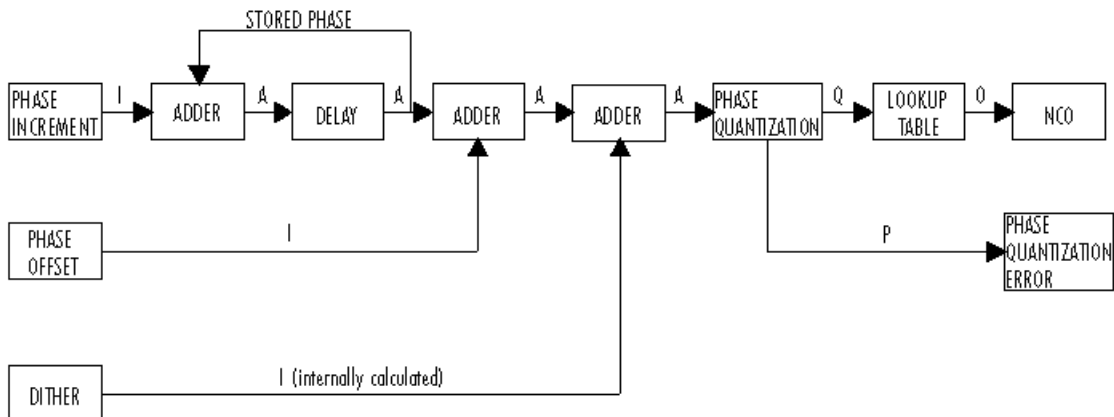 STORED PHASE
PHASE
INCREMENT
I
ADDER
A
DELAY
A
ADDER
A
ADDER
A
PHASE
QUANTIZATION
Q
LOOKUP
TABLE
O
NCO
PHASE
OFFSET
I
P
PHASE
QUANTIZATION
ERROR
DITHER
I (internally calculated)